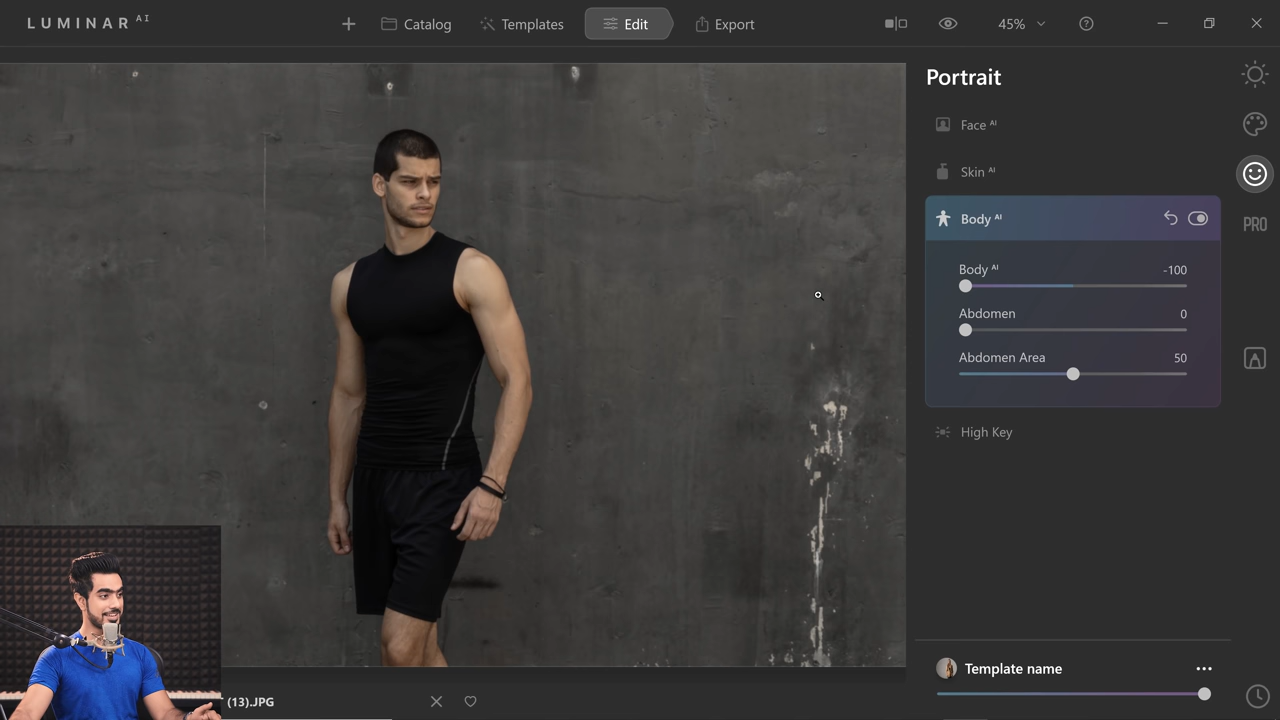 LUMINAR AI
Catalog
Templates
Edit
Export
45%
Portrait
Face AI
Skin AI
Body AI
Body AI -100
Abdomen 0
Abdomen Area 50
High Key
PRO
Template name
(13).JPG